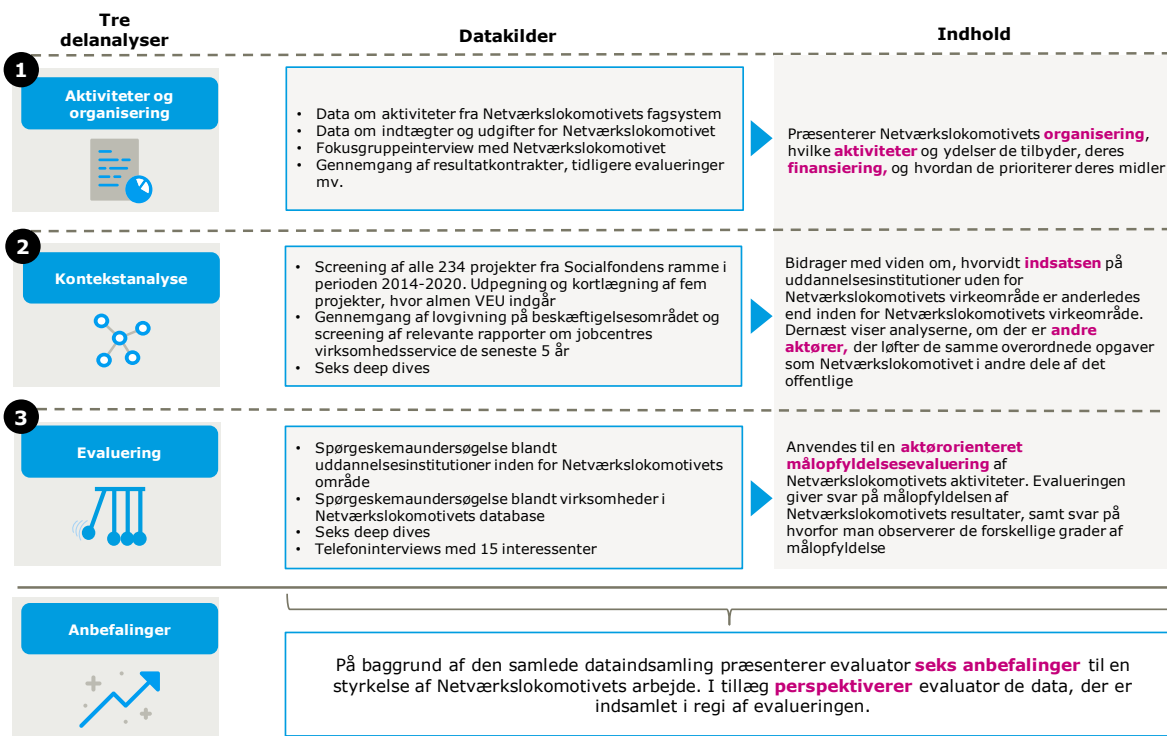 Tre
delanalyser
Datakilder
Indhold
1
Aktiviteter og
organisering
• Data om aktiviteter fra Netværkslokomotivets fagsystem
• Data om indtægter og udgifter for Netværkslokomotivet
• Fokusgruppeinterview med Netværkslokomotivet
• Gennemgang af resultatkontrakter, tidligere evalueringer
mv.
Præsenterer Netværkslokomotivets organisering,
hvilke aktiviteter og ydelser de tilbyder, deres
finansiering, og hvordan de prioriterer deres midler
2
Kontekstanalyse
• Screening af alle 234 projekter fra Socialfondens ramme i
perioden 2014-2020. Udpegning og kortlægning af fem
projekter, hvor almen VEU indgår
• Gennemgang af lovgivning på beskæftigelsesområdet og
screening af relevante rapporter om jobcentres
virksomhedsservice de seneste 5 år
• Seks deep dives
Bidrager med viden om, hvorvidt indsatsen på
uddannelsesinstitutioner uden for
Netværkslokomotivets virkeområde er anderledes
end inden for Netværkslokomotivets virkeområde.
Dernæst viser analyserne, om der er andre
aktører, der løfter de samme overordnede opgaver
som Netværkslokomotivet i andre dele af det
offentlige
3
Evaluering
• Spørgeskemaundersøgelse blandt
uddannelsesinstitutioner inden for Netværkslokomotivets
område
• Spørgeskemaundersøgelse blandt virksomheder i
Netværkslokomotivets database
• Seks deep dives
• Telefoninterviews med 15 interessenter
Anvendes til en aktørorienteret
målopfyldelsesevaluering af
Netværkslokomotivets aktiviteter. Evalueringen
giver svar på målopfyldelsen af
Netværkslokomotivets resultater, samt svar på
hvorfor man observerer de forskellige grader af
målopfyldelse
Anbefalinger
På baggrund af den samlede dataindsamling præsenterer evaluator seks anbefalinger til en
styrkelse af Netværkslokomotivets arbejde. I tillæg perspektiverer evaluator de data, der er
indsamlet i regi af evalueringen.